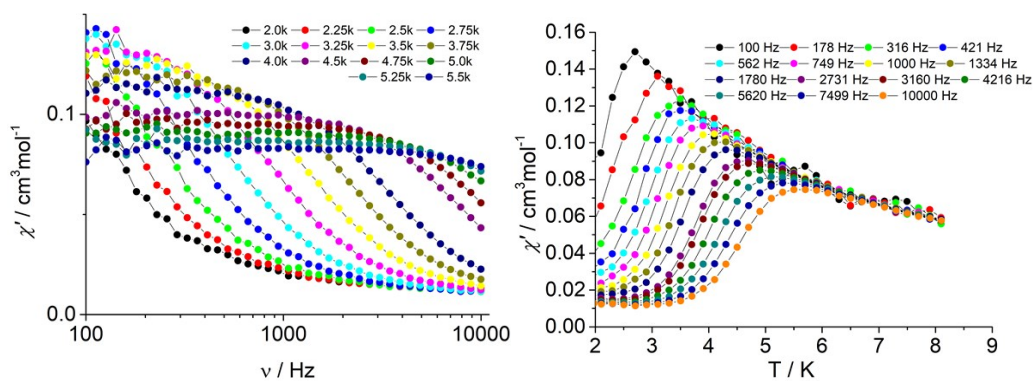 2.0k 2.25k 2.5k 2.75k
3.0k 3.25k 3.5k 3.75k
4.0k 4.5k 4.75k 5.0k
5.25k 5.5k
χ′ / cm³mol⁻¹
0.1
0.0
100 1000 10000
ν / Hz
100 Hz 178 Hz 316 Hz 421 Hz
562 Hz 749 Hz 1000 Hz 1334 Hz
1780 Hz 2731 Hz 3160 Hz 4216 Hz
5620 Hz 7499 Hz 10000 Hz
χ′ / cm³mol⁻¹
0.16
0.14
0.12
0.10
0.08
0.06
0.04
0.02
0.00
2 3 4 5 6 7 8 9
T / K